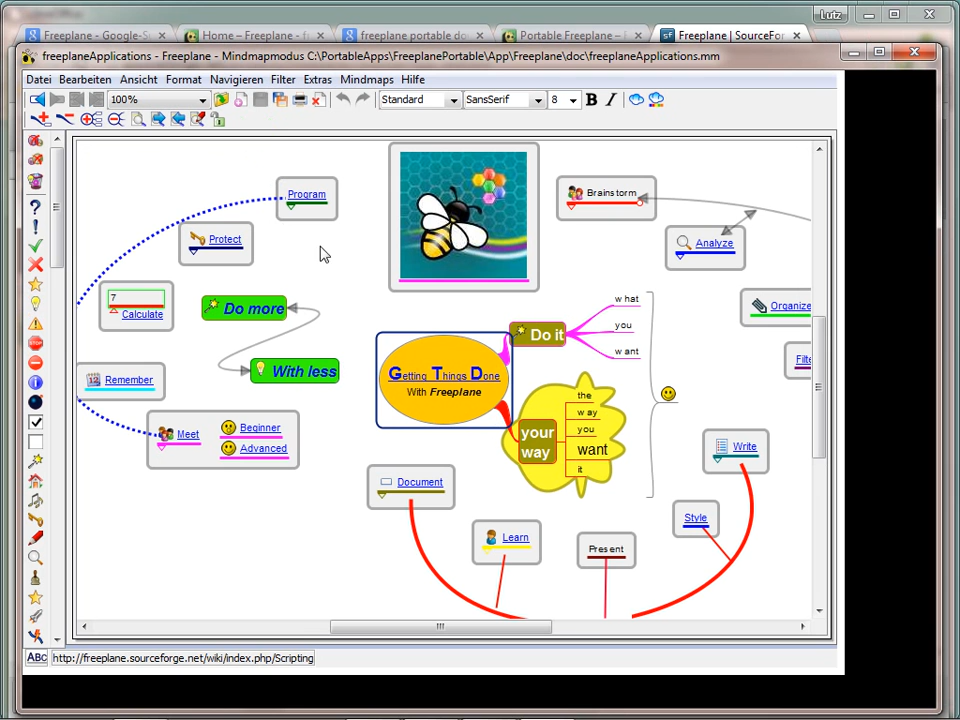 Lutz
Freeplane - Google-S
Home – Freeplane - f
freeplane portable do
Portable Freeplane –
Freeplane | SourceFor
freeplaneApplications - Freeplane - Mindmapmodus C:\PortableApps\FreeplanePortable\App\Freeplane\doc\freeplaneApplications.mm
Datei Bearbeiten Ansicht Format Navigieren Filter Extras Mindmaps Hilfe
100% Standard SansSerif 8 B I
Program
Brainstorm
Protect
Analyze
7
Calculate
Do more
what
Organize
Do it
you
want
With less
Filte
Getting Things Done
With Freeplane
Remember
the
way
your
way
you
want
it
Meet
Beginner
Advanced
Write
Document
Style
Learn
Present
STOP
12
ABC http://freeplane.sourceforge.net/wiki/index.php/Scripting